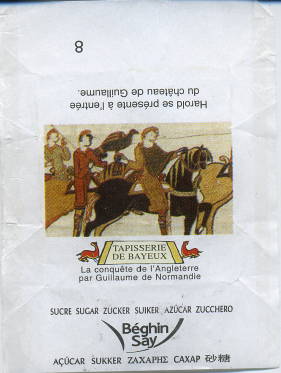 8
Harold se présente à l'entrée
du château de Guillaume.
TAPISSERIE
DE BAYEUX
La conquête de l'Angleterre
par Guillaume de Normandie
SUCRE SUGAR ZUCKER SUIKER AZÚCAR ZUCCHERO
Béghin
Say
AÇÚCAR SUKKER ΖΑΧΑΡΗΣ САХАР 砂糖